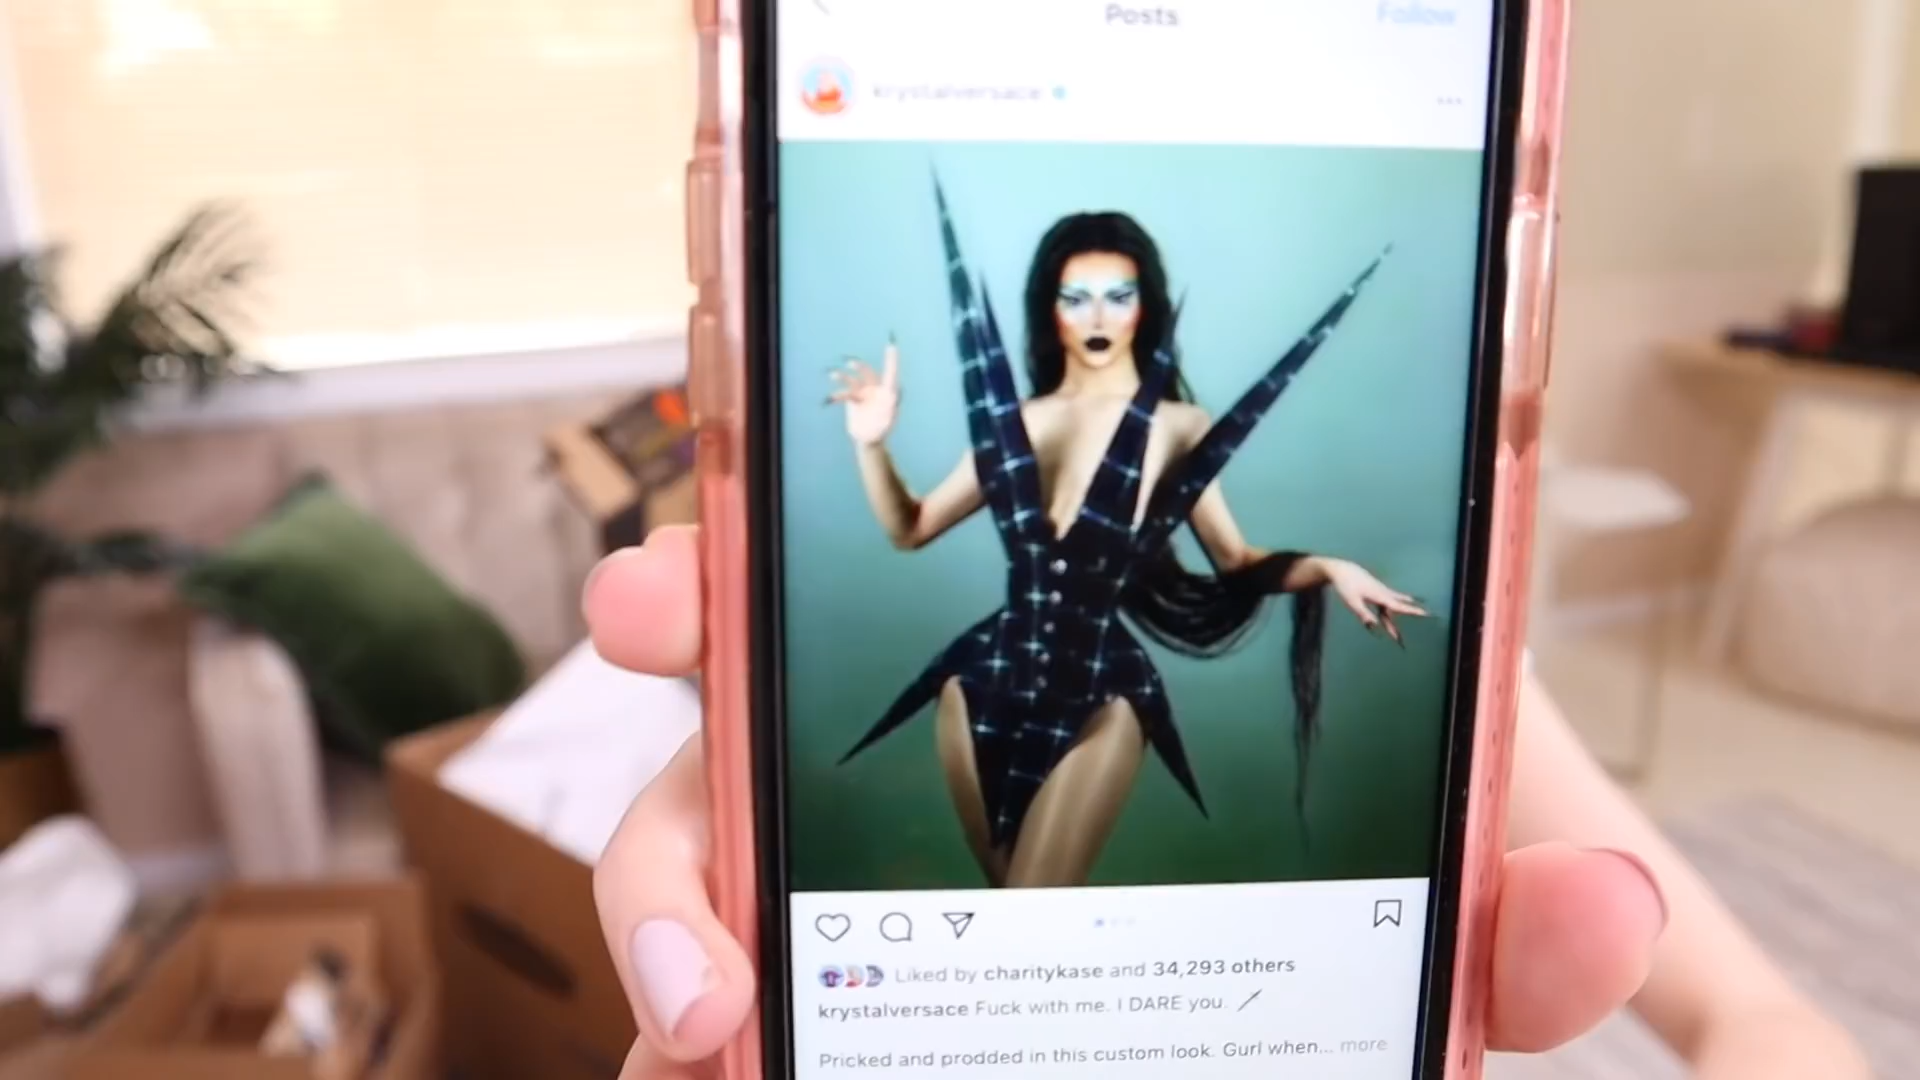 Posts Follow
krystalversace
Liked by charitykase and 34,293 others
krystalversace Fuck with me. I DARE you.
Pricked and prodded in this custom look. Gurl when... more